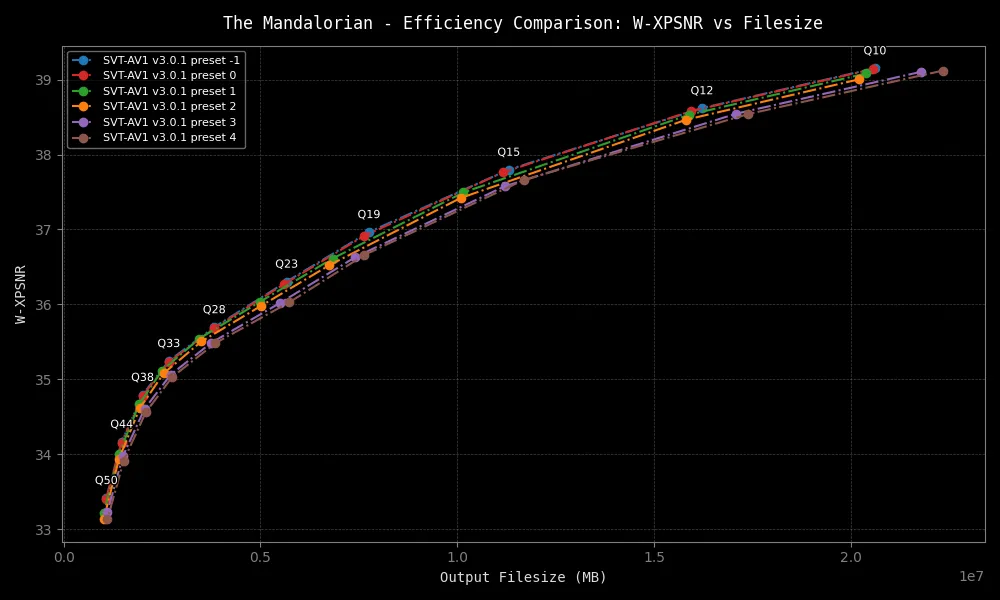 The Mandalorian - Efficiency Comparison: W-XPSNR vs Filesize
SVT-AV1 v3.0.1 preset -1
SVT-AV1 v3.0.1 preset 0
SVT-AV1 v3.0.1 preset 1
SVT-AV1 v3.0.1 preset 2
SVT-AV1 v3.0.1 preset 3
SVT-AV1 v3.0.1 preset 4
Q10
Q12
Q15
Q19
Q23
Q28
Q33
Q38
Q44
Q50
W-XPSNR
39
38
37
36
35
34
33
0.0 0.5 1.0 1.5 2.0
1e7
Output Filesize (MB)